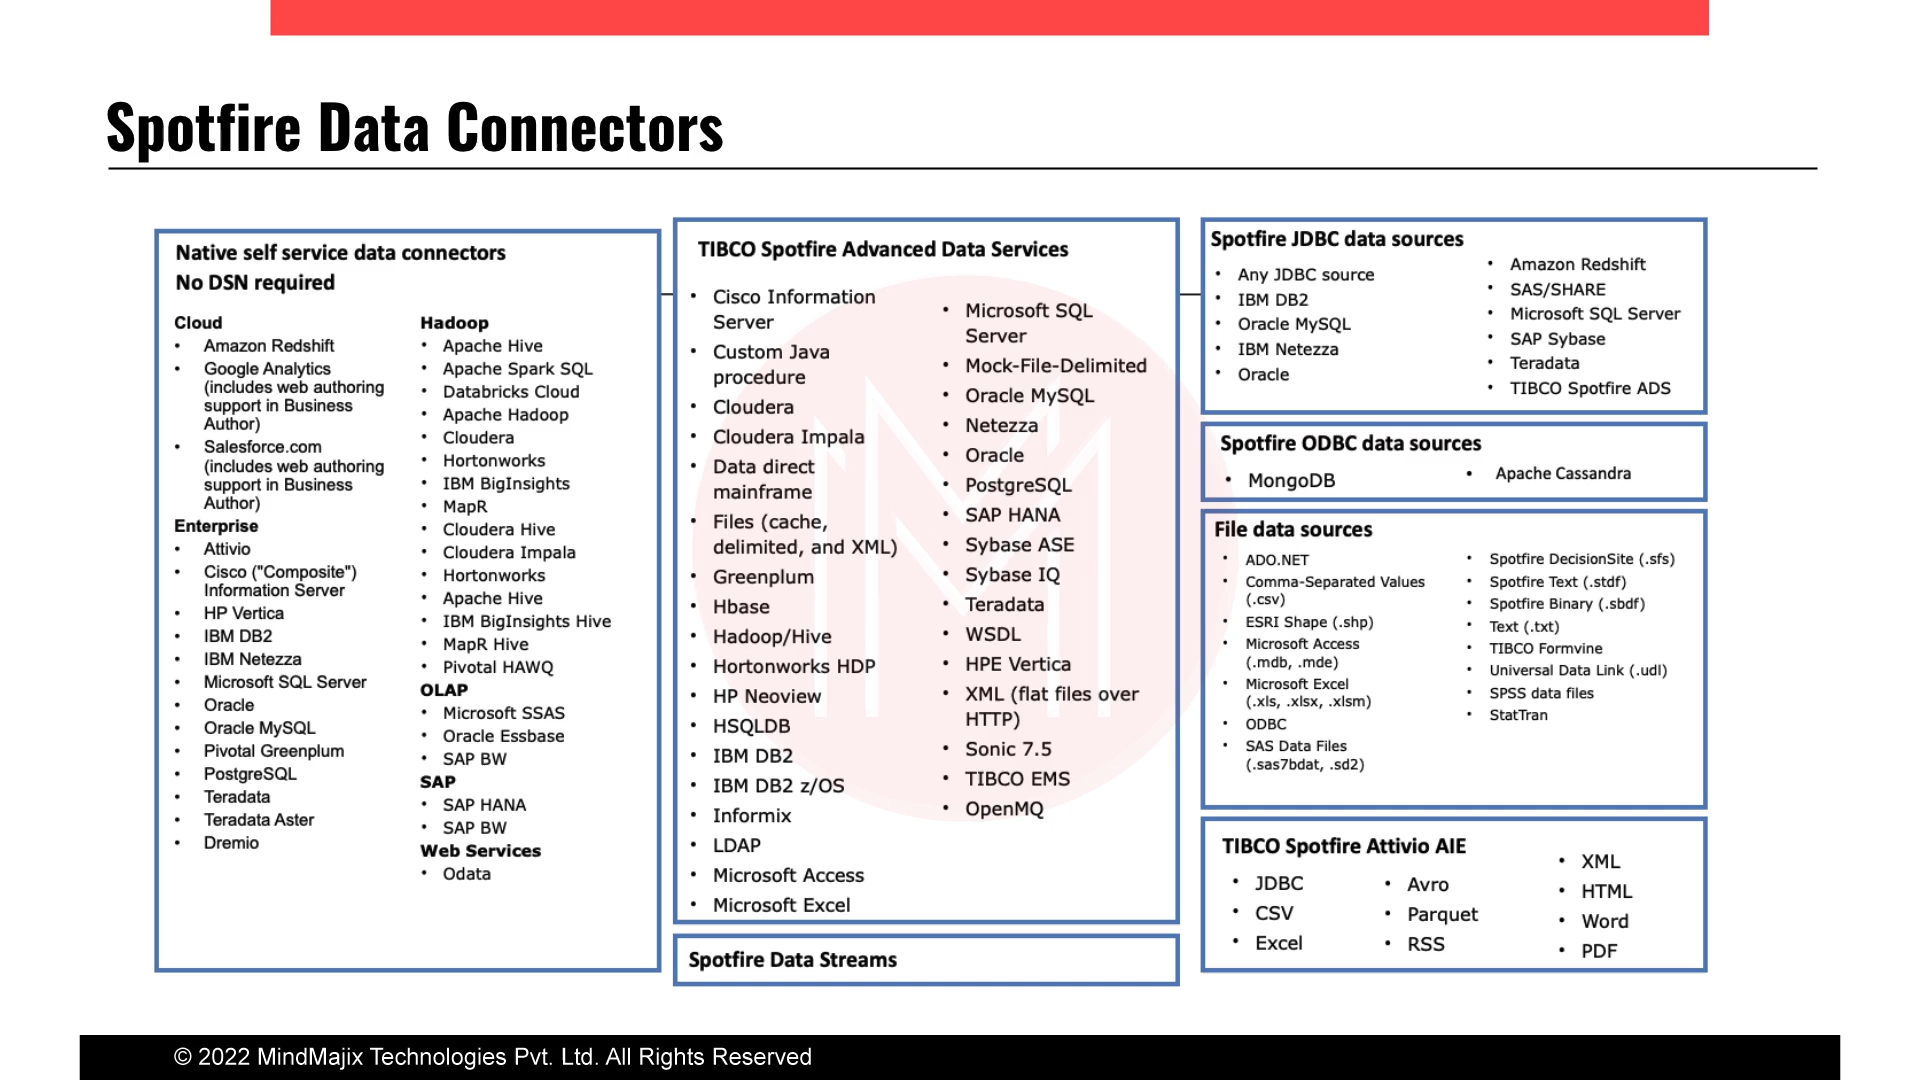 Spotfire Data Connectors
Native self service data connectors
No DSN required
Cloud
• Amazon Redshift
• Google Analytics
(includes web authoring
support in Business
Author)
• Salesforce.com
(includes web authoring
support in Business
Author)
Enterprise
• Attivio
• Cisco ("Composite")
Information Server
• HP Vertica
• IBM DB2
• IBM Netezza
• Microsoft SQL Server
• Oracle
• Oracle MySQL
• Pivotal Greenplum
• PostgreSQL
• Teradata
• Teradata Aster
• Dremio
Hadoop
• Apache Hive
• Apache Spark SQL
• Databricks Cloud
• Apache Hadoop
• Cloudera
• Hortonworks
• IBM BigInsights
• MapR
• Cloudera Hive
• Cloudera Impala
• Hortonworks
• Apache Hive
• IBM BigInsights Hive
• MapR Hive
• Pivotal HAWQ
OLAP
• Microsoft SSAS
• Oracle Essbase
• SAP BW
SAP
• SAP HANA
• SAP BW
Web Services
• Odata
TIBCO Spotfire Advanced Data Services
• Cisco Information
Server
• Custom Java
procedure
• Cloudera
• Cloudera Impala
• Data direct
mainframe
• Files (cache,
delimited, and XML)
• Greenplum
• Hbase
• Hadoop/Hive
• Hortonworks HDP
• HP Neoview
• HSQLDB
• IBM DB2
• IBM DB2 z/OS
• Informix
• LDAP
• Microsoft Access
• Microsoft Excel
• Microsoft SQL
Server
• Mock-File-Delimited
• Oracle MySQL
• Netezza
• Oracle
• PostgreSQL
• SAP HANA
• Sybase ASE
• Sybase IQ
• Teradata
• WSDL
• HPE Vertica
• XML (flat files over
HTTP)
• Sonic 7.5
• TIBCO EMS
• OpenMQ
Spotfire Data Streams
Spotfire JDBC data sources
• Any JDBC source
• IBM DB2
• Oracle MySQL
• IBM Netezza
• Oracle
• Amazon Redshift
• SAS/SHARE
• Microsoft SQL Server
• SAP Sybase
• Teradata
• TIBCO Spotfire ADS
Spotfire ODBC data sources
• MongoDB
• Apache Cassandra
File data sources
• ADO.NET
• Comma-Separated Values
(.csv)
• ESRI Shape (.shp)
• Microsoft Access
(.mdb, .mde)
• Microsoft Excel
(.xls, .xlsx, .xlsm)
• ODBC
• SAS Data Files
(.sas7bdat, .sd2)
• Spotfire DecisionSite (.sfs)
• Spotfire Text (.stdf)
• Spotfire Binary (.sbdf)
• Text (.txt)
• TIBCO Formvine
• Universal Data Link (.udl)
• SPSS data files
• StatTran
TIBCO Spotfire Attivio AIE
• JDBC
• CSV
• Excel
• Avro
• Parquet
• RSS
• XML
• HTML
• Word
• PDF
© 2022 MindMajix Technologies Pvt. Ltd. All Rights Reserved